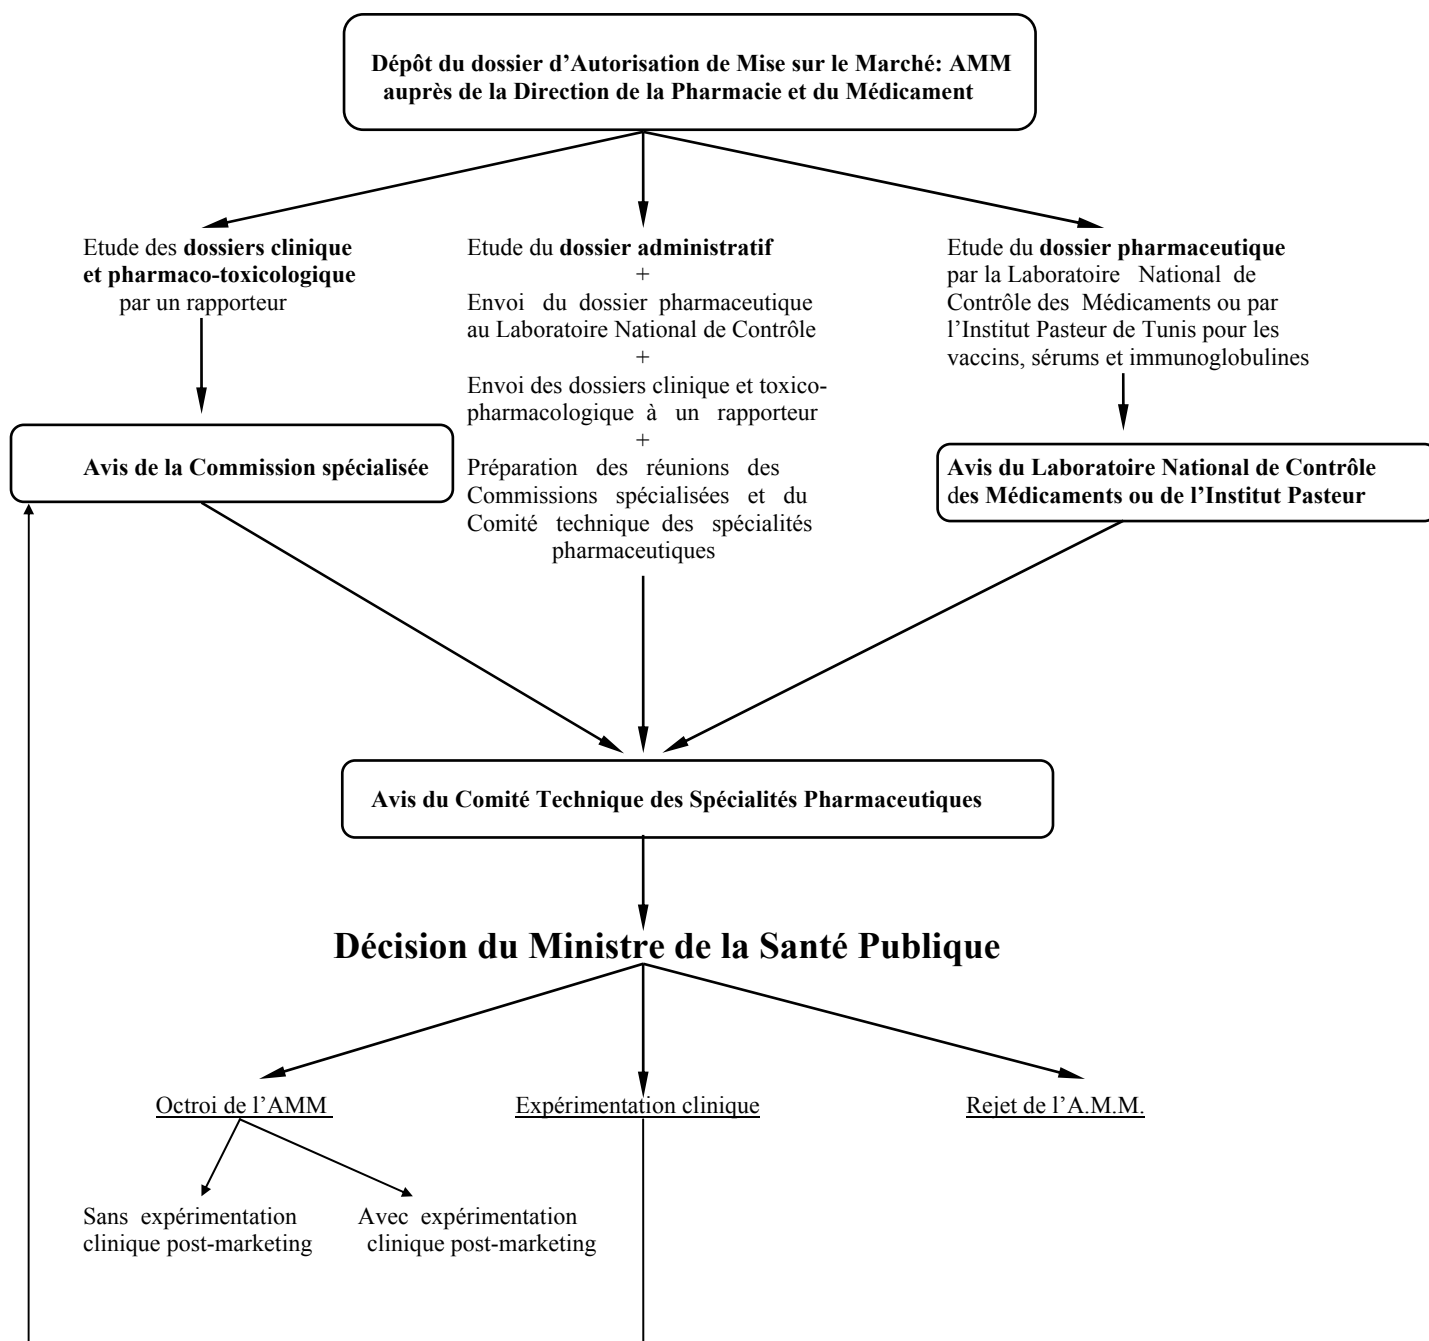 Dépôt du dossier d’Autorisation de Mise sur le Marché: AMM
auprès de la Direction de la Pharmacie et du Médicament
Etude des dossiers clinique
et pharmaco-toxicologique
par un rapporteur
Avis de la Commission spécialisée
Etude du dossier administratif
+
Envoi du dossier pharmaceutique
au Laboratoire National de Contrôle
+
Envoi des dossiers clinique et toxico-
pharmacologique à un rapporteur
+
Préparation des réunions des
Commissions spécialisées et du
Comité technique des spécialités
pharmaceutiques
Etude du dossier pharmaceutique
par la Laboratoire National de
Contrôle des Médicaments ou par
l’Institut Pasteur de Tunis pour les
vaccins, sérums et immunoglobulines
Avis du Laboratoire National de Contrôle
des Médicaments ou de l’Institut Pasteur
Avis du Comité Technique des Spécialités Pharmaceutiques
Décision du Ministre de la Santé Publique
Octroi de l’AMM
Expérimentation clinique
Rejet de l’A.M.M.
Sans expérimentation
clinique post-marketing
Avec expérimentation
clinique post-marketing